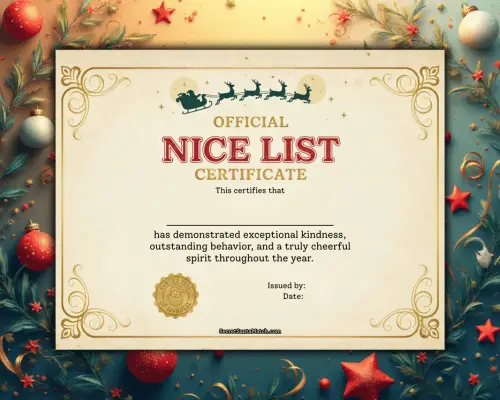 OFFICIAL
NICE LIST
CERTIFICATE
This certifies that
has demonstrated exceptional kindness,
outstanding behavior, and a truly cheerful
spirit throughout the year.
Issued by:
Date:
SecretSantaMatch.com